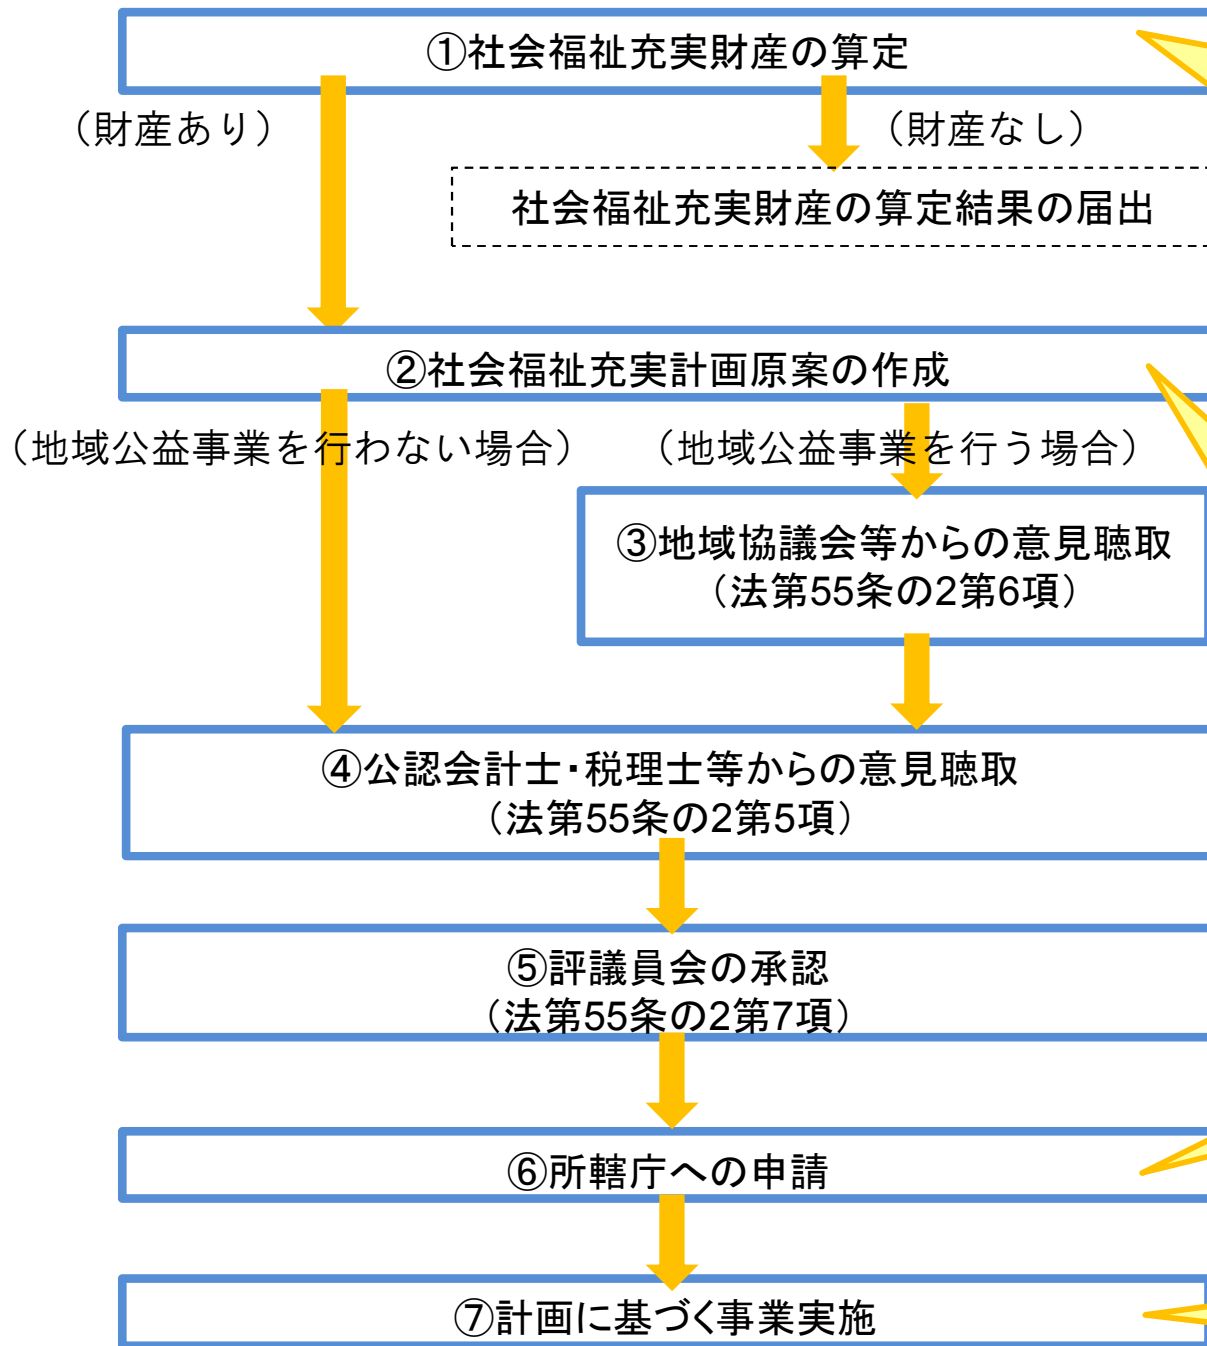 ①社会福祉充実財産の算定
（財産あり）
（財産なし）
社会福祉充実財産の算定結果の届出
②社会福祉充実計画原案の作成
（地域公益事業を行わない場合）
（地域公益事業を行う場合）
③地域協議会等からの意見聴取
（法第55条の2第6項）
④公認会計士・税理士等からの意見聴取
（法第55条の2第5項）
⑤評議員会の承認
（法第55条の2第7項）
⑥所轄庁への申請
⑦計画に基づく事業実施